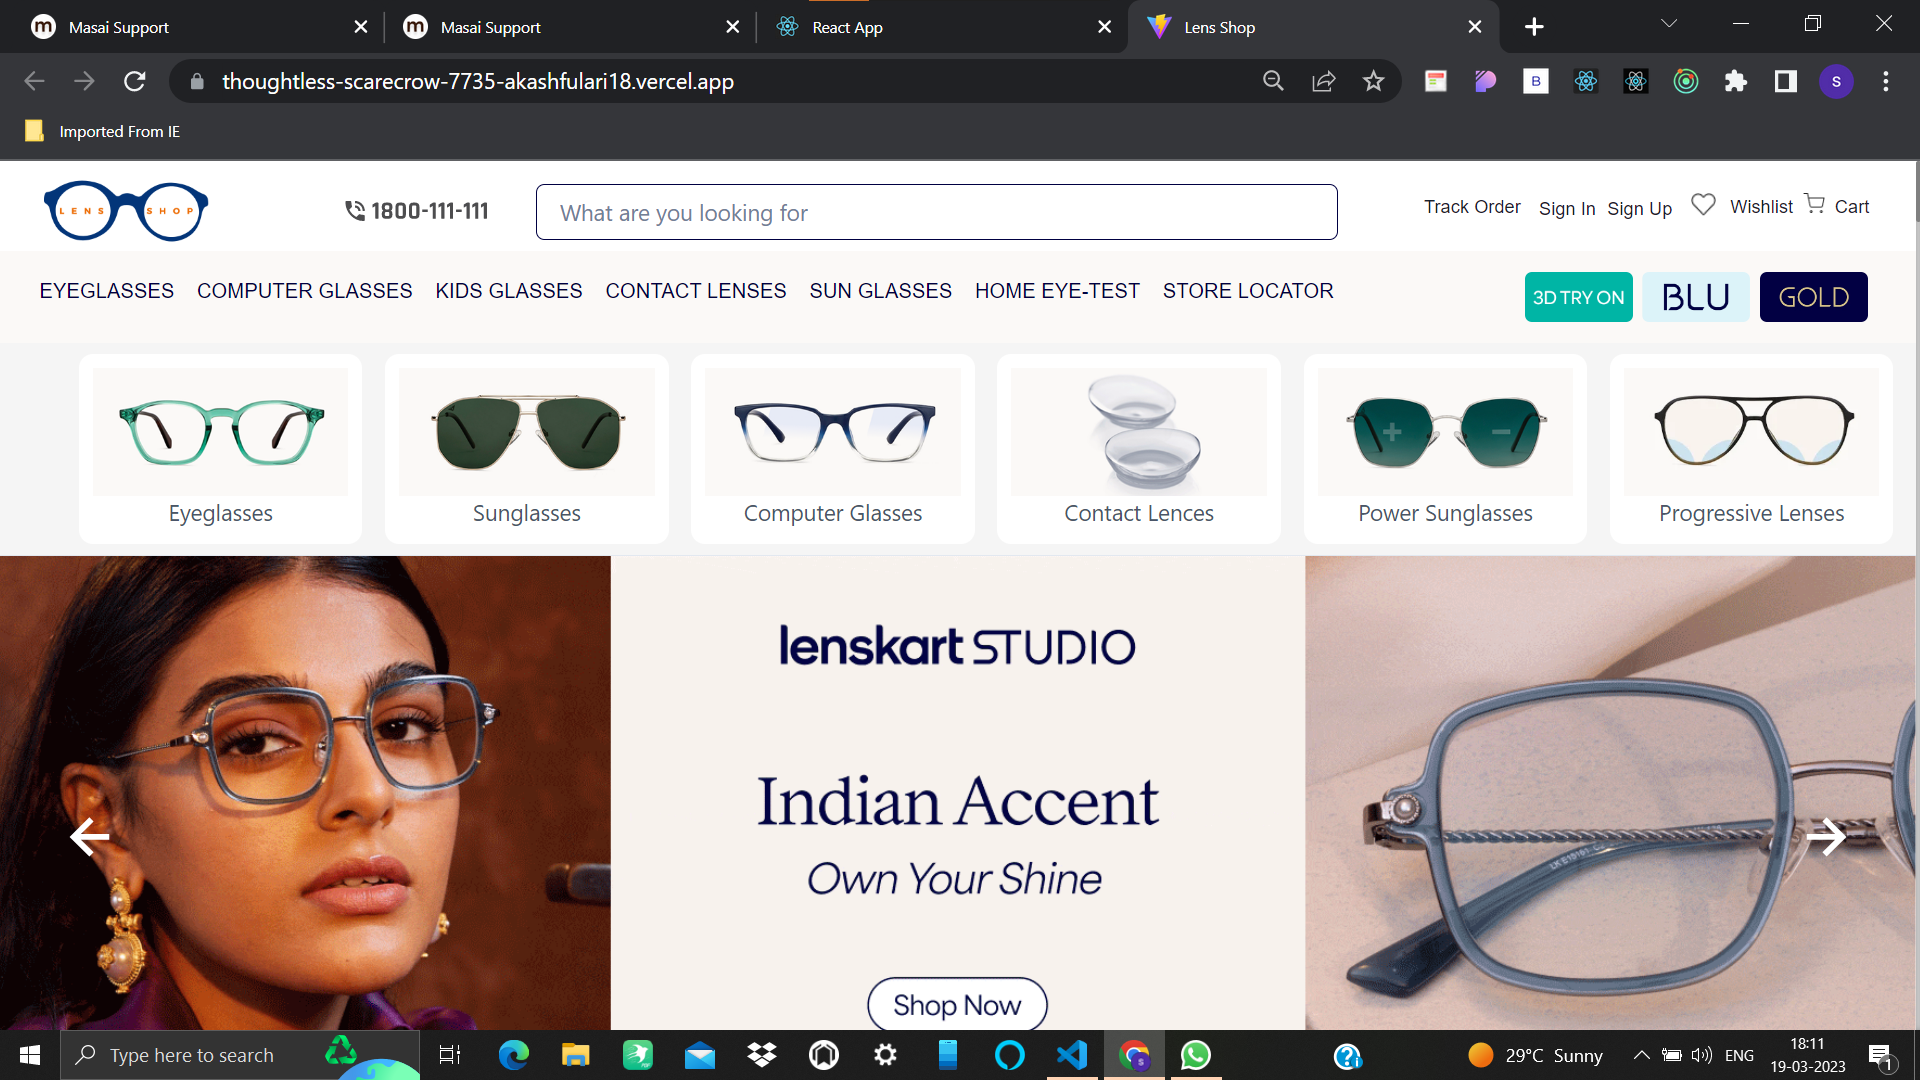 Masai Support
Masai Support
React App
Lens Shop
thoughtless-scarecrow-7735-akashfulari18.vercel.app
B
S
Imported From IE
LENS SHOP
1800-111-111
What are you looking for
Track Order
Sign In
Sign Up
Wishlist
Cart
EYEGLASSES
COMPUTER GLASSES
KIDS GLASSES
CONTACT LENSES
SUN GLASSES
HOME EYE-TEST
STORE LOCATOR
3D TRY ON
BLU
GOLD
Eyeglasses
Sunglasses
Computer Glasses
Contact Lences
Power Sunglasses
Progressive Lenses
lenskart STUDIO
Indian Accent
Own Your Shine
Shop Now
Type here to search
29°C Sunny
ENG
18:11
19-03-2023
1